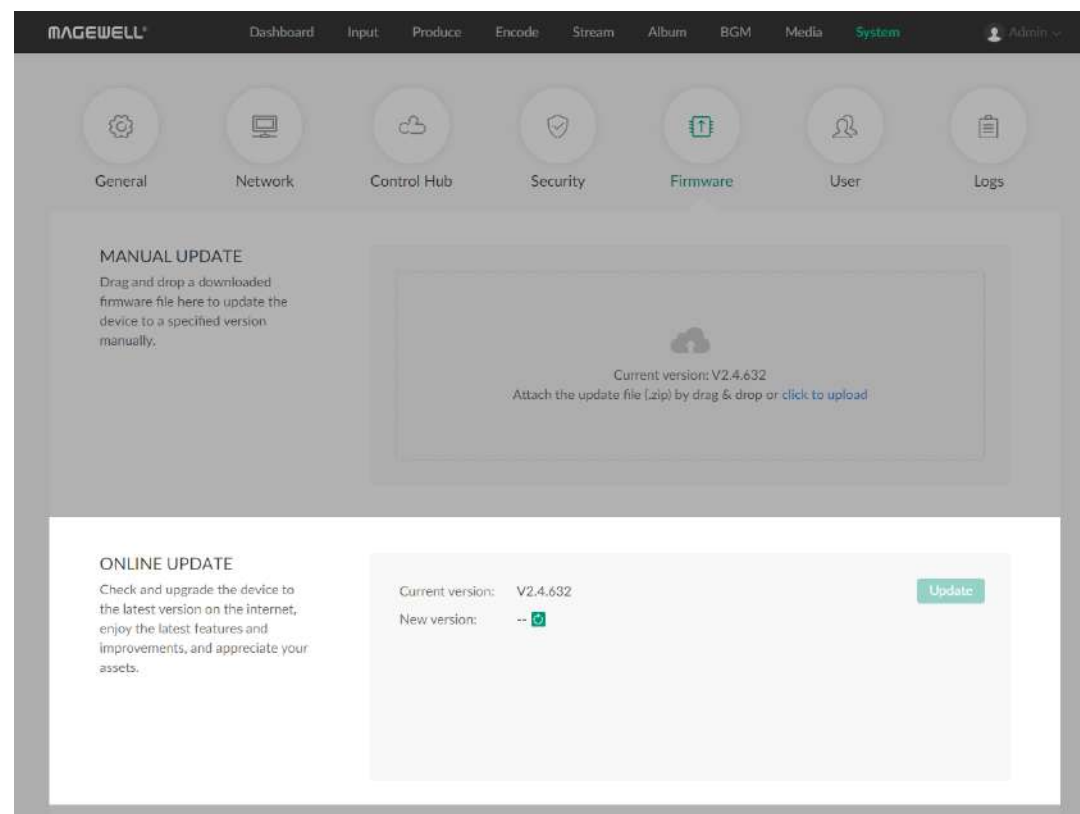 MAGEWELL
Dashboard Input Produce Encode Stream Album BGM Media System Admin
General Network Control Hub Security Firmware User Logs
MANUAL UPDATE
Drag and drop a downloaded
firmware file here to update the
device to a specified version
manually.
Current version: V2.4.632
Attach the update file (.zip) by drag & drop or click to upload
ONLINE UPDATE
Check and upgrade the device to
the latest version on the internet,
enjoy the latest features and
improvements, and appreciate your
assets.
Current version: V2.4.632
New version: --
Update